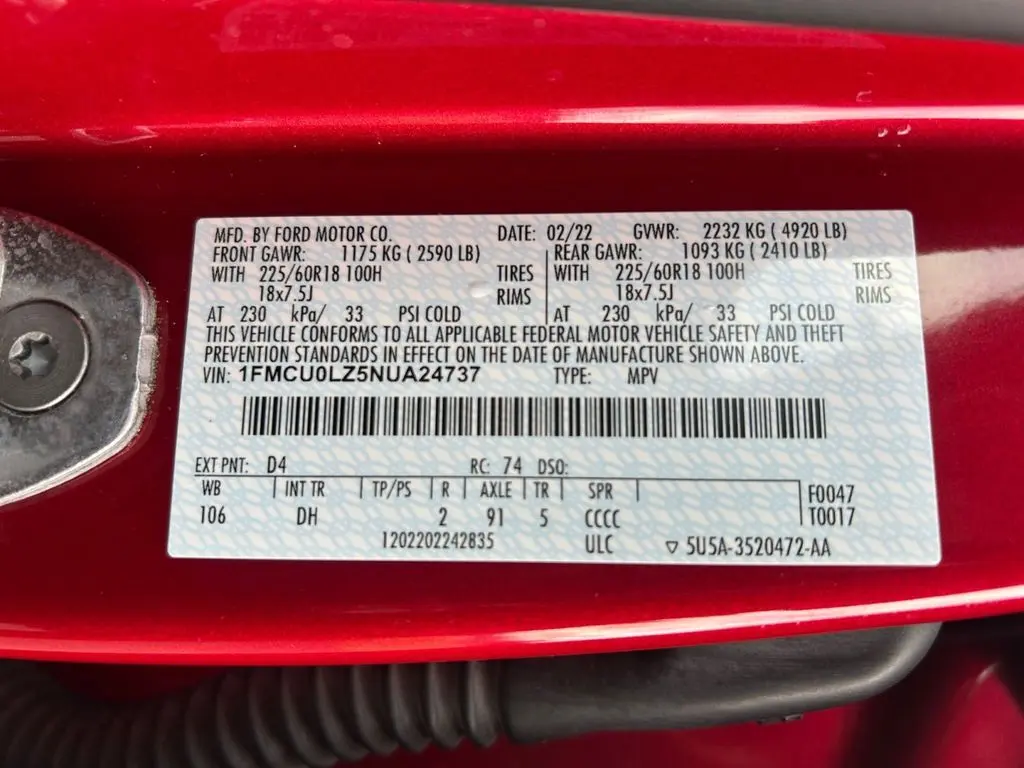 MFD. BY FORD MOTOR CO. DATE: 02/22 GVWR: 2232 KG ( 4920 LB)
FRONT GAWR: 1175 KG ( 2590 LB) REAR GAWR: 1093 KG ( 2410 LB)
WITH 225/60R18 100H TIRES WITH 225/60R18 100H TIRES
18x7.5J RIMS 18x7.5J RIMS
AT 230 kPa/ 33 PSI COLD AT 230 kPa/ 33 PSI COLD
THIS VEHICLE CONFORMS TO ALL APPLICABLE FEDERAL MOTOR VEHICLE SAFETY AND THEFT
PREVENTION STANDARDS IN EFFECT ON THE DATE OF MANUFACTURE SHOWN ABOVE.
VIN: 1FMCU0LZ5NUA24737 TYPE: MPV
EXT PNT: D4 RC: 74 DSO:
WB INT TR TP/PS R AXLE TR SPR F0047
106 DH 2 91 5 CCCC T0017
1202202242835 ULC ▽ 5U5A-3520472-AA